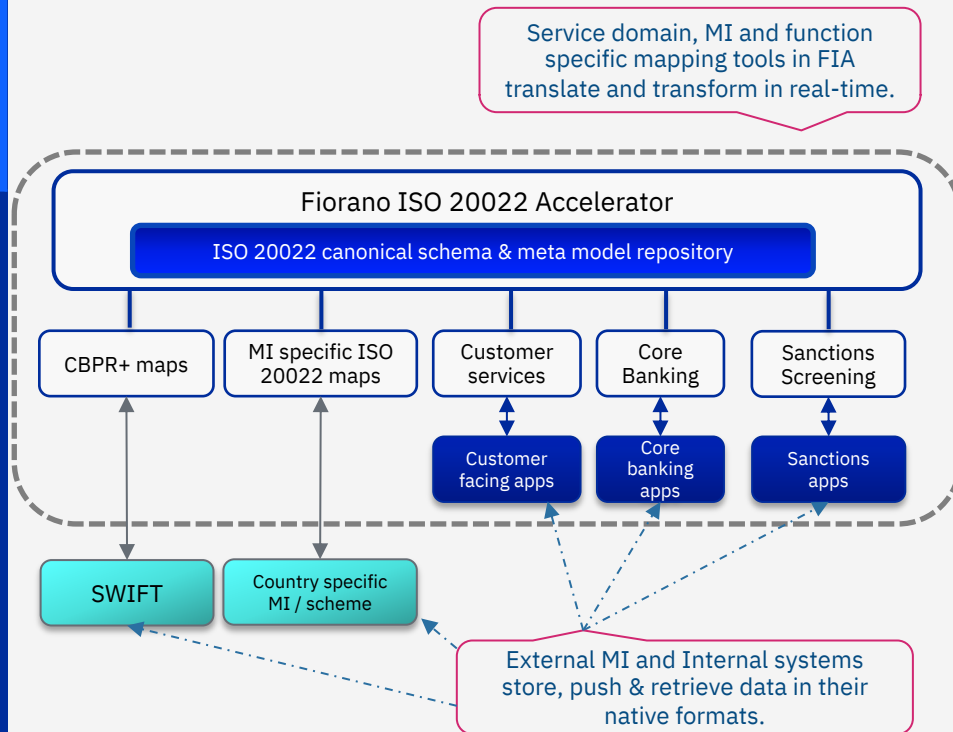 Service domain, MI and function
specific mapping tools in FIA
translate and transform in real-time.
Fiorano ISO 20022 Accelerator
ISO 20022 canonical schema & meta model repository
CBPR+ maps
MI specific ISO
20022 maps
Customer
services
Core
Banking
Sanctions
Screening
Customer
facing apps
Core
banking
apps
Sanctions
apps
SWIFT
Country specific
MI / scheme
External MI and Internal systems
store, push & retrieve data in their
native formats.